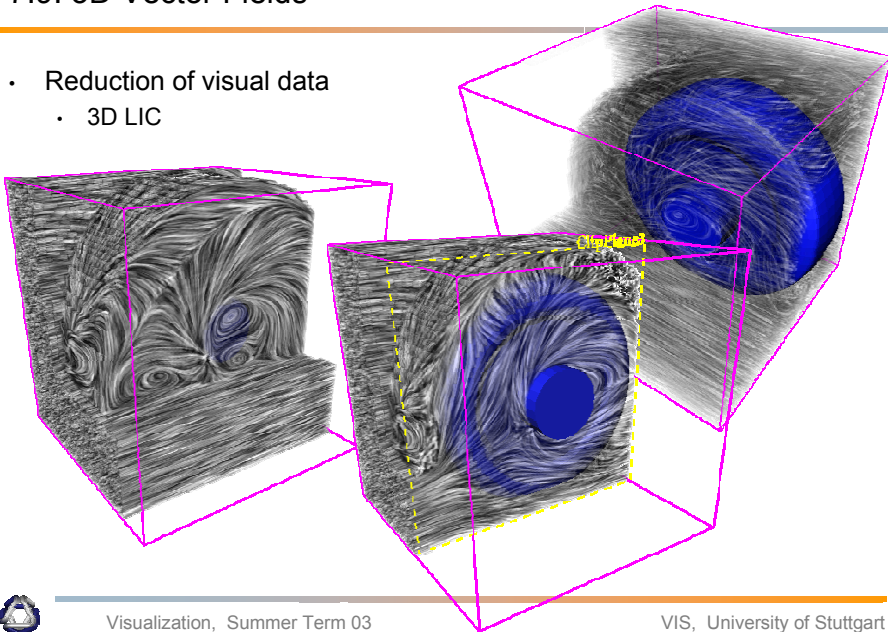 • Reduction of visual data
• 3D LIC
Visualization, Summer Term 03
VIS, University of Stuttgart